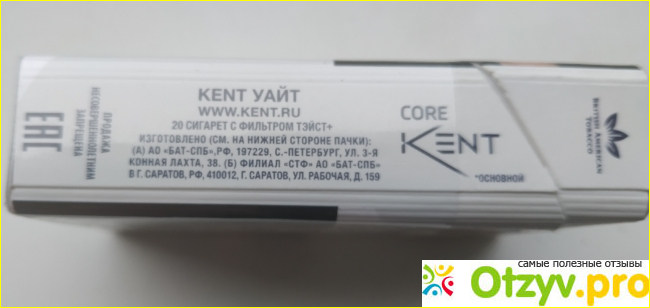 EAC
ПРОДАЖА
НЕСОВЕРШЕННОЛЕТНИМ
ЗАПРЕЩЕНА
KENT УАЙТ
WWW.KENT.RU
20 СИГАРЕТ С ФИЛЬТРОМ ТЭЙСТ+
ИЗГОТОВЛЕНО (СМ. НА НИЖНЕЙ СТОРОНЕ ПАЧКИ):
(А) АО «БАТ-СПБ»,РФ, 197229, С.-ПЕТЕРБУРГ, УЛ. 3-Я
КОННАЯ ЛАХТА, 38. (Б) ФИЛИАЛ «СТФ» АО «БАТ-СПБ»
В Г. САРАТОВ, РФ, 410012, Г. САРАТОВ, УЛ. РАБОЧАЯ, Д. 159
CORE
KENT
*ОСНОВНОЙ
BRITISH AMERICAN
TOBACCO
самые полезные отзывы
Otzyv.pro